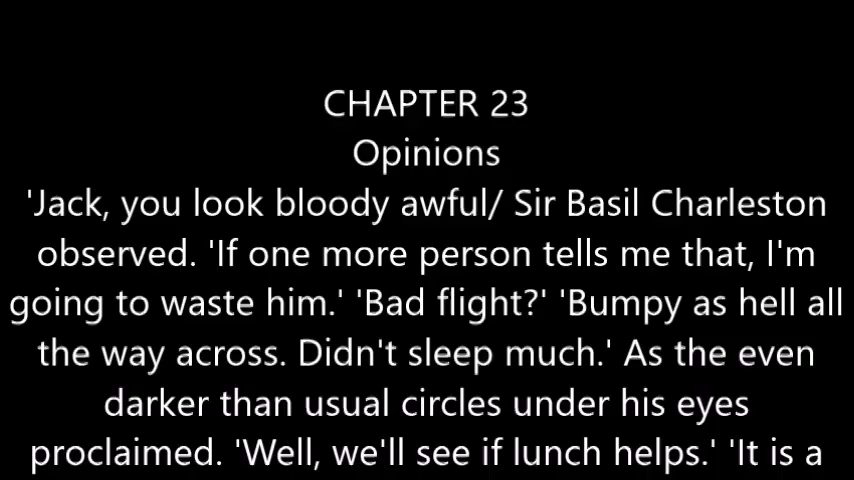 CHAPTER 23
Opinions
'Jack, you look bloody awful/ Sir Basil Charleston
observed. 'If one more person tells me that, I'm
going to waste him.' 'Bad flight?' 'Bumpy as hell all
the way across. Didn't sleep much.' As the even
darker than usual circles under his eyes
proclaimed. 'Well, we'll see if lunch helps.' 'It is a